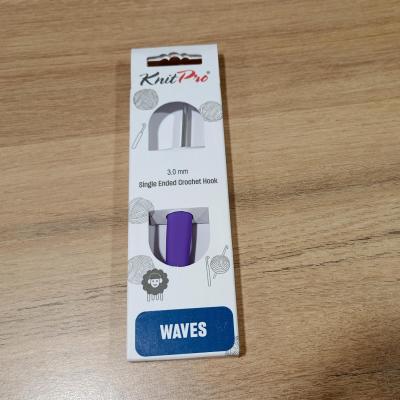 KnitPro®
3.0 mm
Single Ended Crochet Hook
WAVES